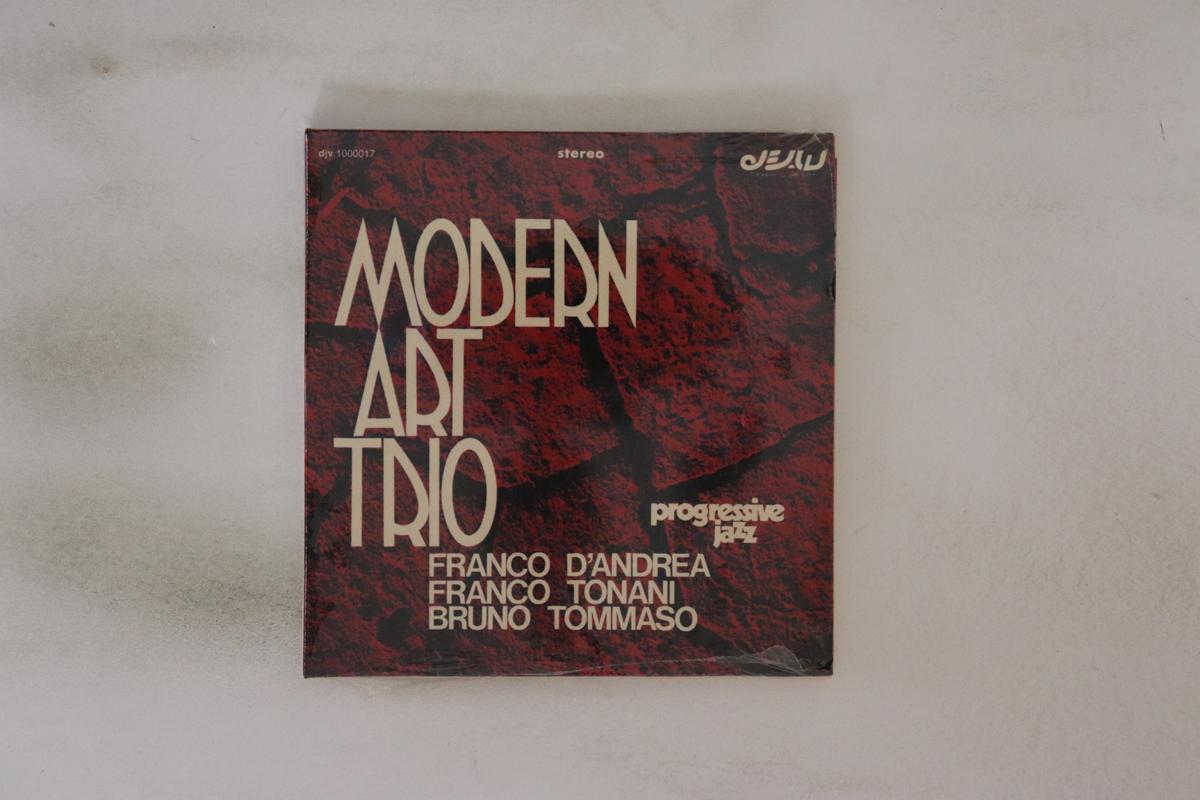 djv 1000017
stereo
MODERN
ART
TRIO
progressive
jazz
FRANCO D'ANDREA
FRANCO TONANI
BRUNO TOMMASO